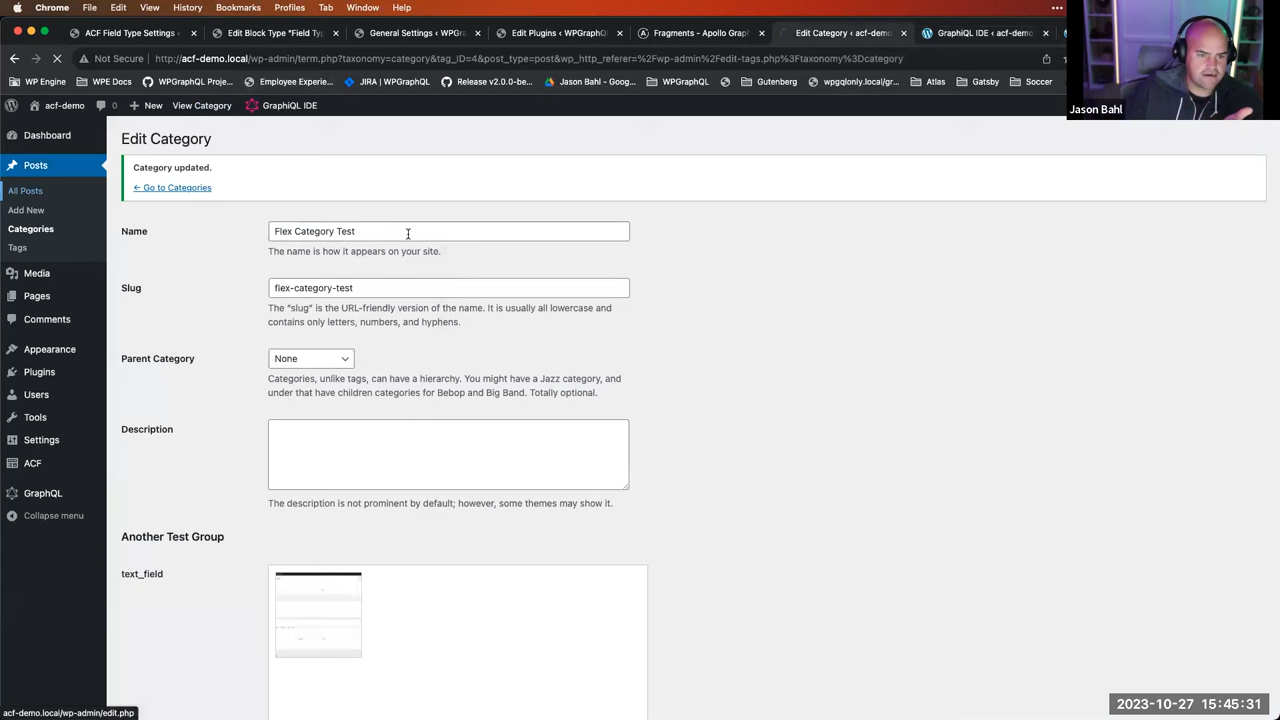 Chrome File Edit View History Bookmarks Profiles Tab Window Help
ACF Field Type Settings ‹
Edit Block Type "Field Typ
General Settings ‹ WPGra
Edit Plugins ‹ WPGraphQL
Fragments - Apollo Graph
Edit Category ‹ acf-demo
GraphiQL IDE ‹ acf-demo.
Not Secure http://acf-demo.local/wp-admin/term.php?taxonomy=category&tag_ID=4&post_type=post&wp_http_referer=%2Fwp-admin%2Fedit-tags.php%3Ftaxonomy%3Dcategory
WP Engine WPE Docs WPGraphQL Proje... Employee Experie... JIRA | WPGraphQL Release v2.0.0-be... Jason Bahl - Goog... wpgqlonly.local/gr... Gutenberg Atlas Gatsby Soccer
acf-demo 0 New View Category GraphiQL IDE
Jason Bahl
Dashboard
Posts
All Posts
Add New
Categories
Tags
Media
Pages
Comments
Appearance
Plugins
Users
Tools
Settings
ACF
GraphQL
Collapse menu
Edit Category
Category updated.
← Go to Categories
Name
Flex Category Test
The name is how it appears on your site.
Slug
flex-category-test
The “slug” is the URL-friendly version of the name. It is usually all lowercase and
contains only letters, numbers, and hyphens.
Parent Category
None
Categories, unlike tags, can have a hierarchy. You might have a Jazz category, and
under that have children categories for Bebop and Big Band. Totally optional.
Description
The description is not prominent by default; however, some themes may show it.
Another Test Group
text_field
acf-demo.local/wp-admin/edit.php
2023-10-27 15:45:31